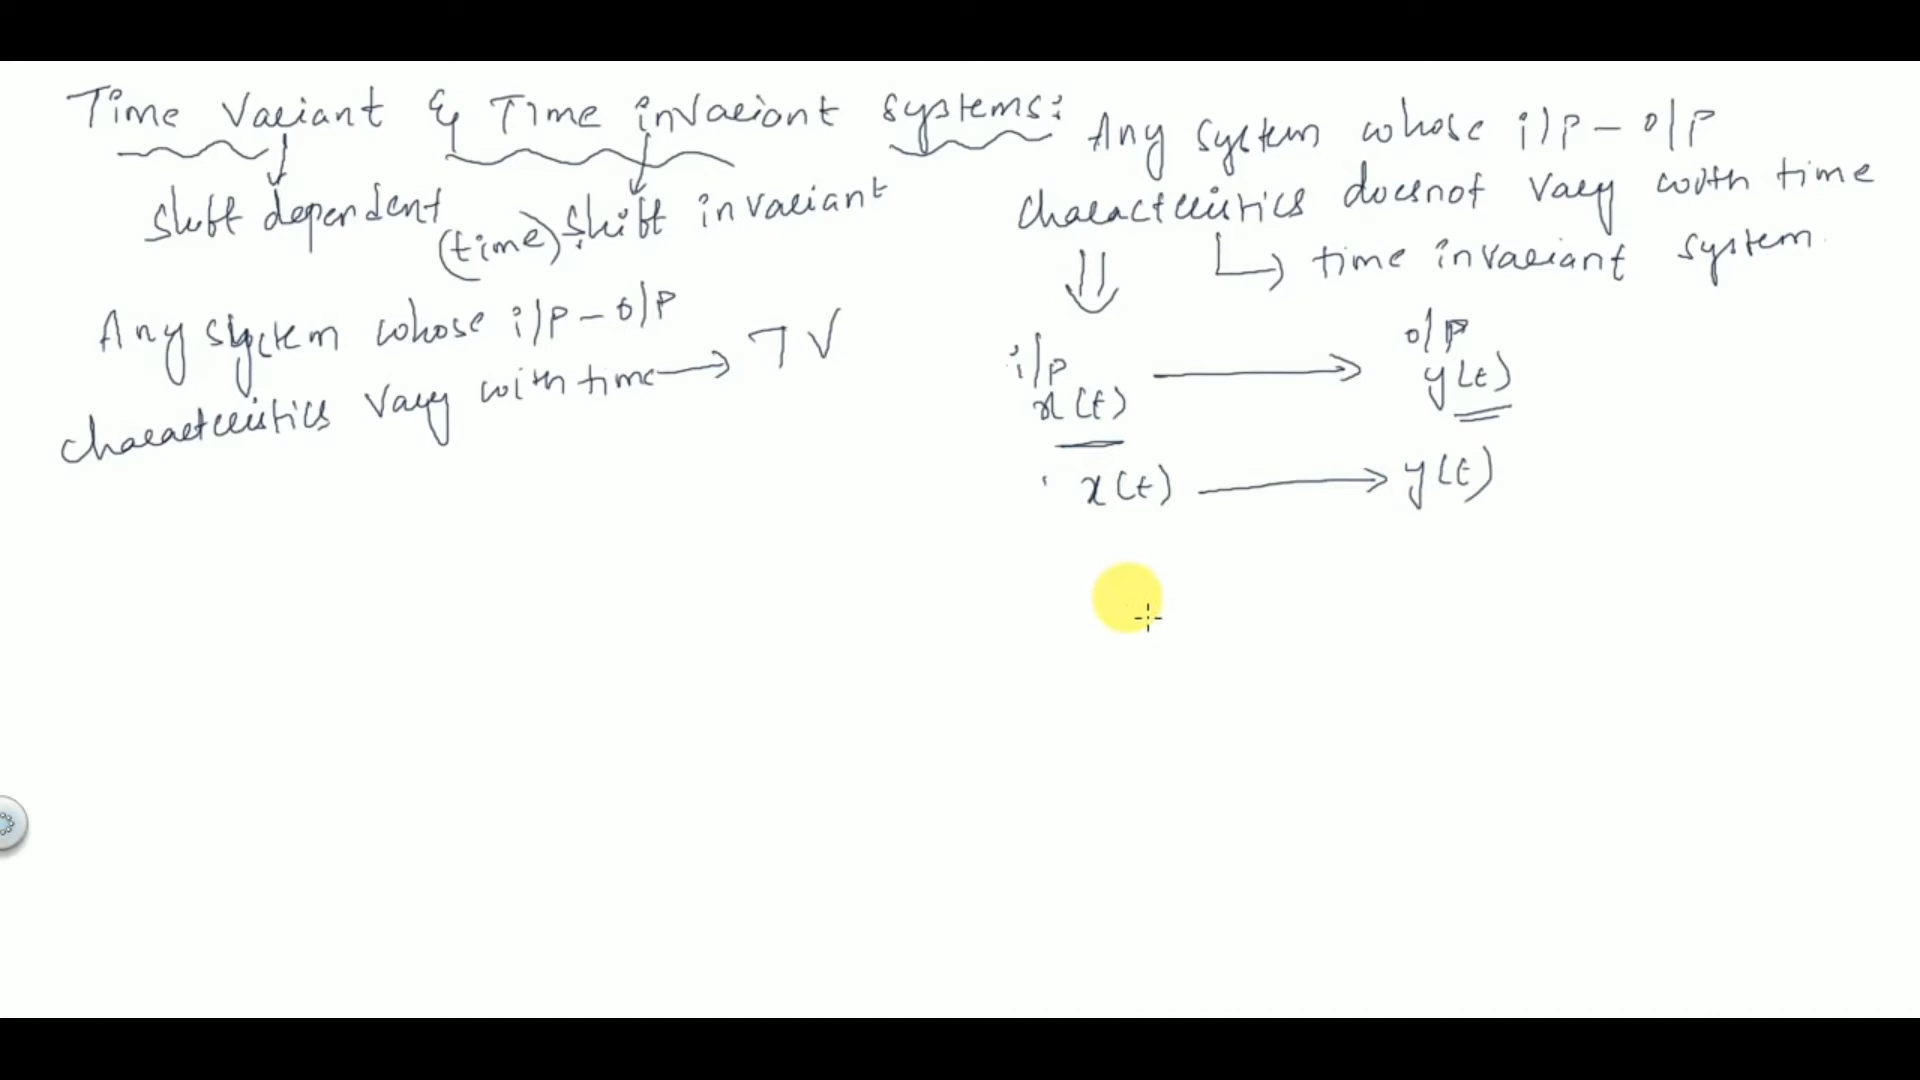 Time Variant & Time invariant systems:
Shift dependent
(time) shift invariant
Any system whose i/p - o/p
characteristics vary with time → TV
Any system whose i/p - o/p
characteristics doesnot vary with time
↳ time invariant system
⇓
i/p → o/p
x(t) y(t)
x(t) → y(t)